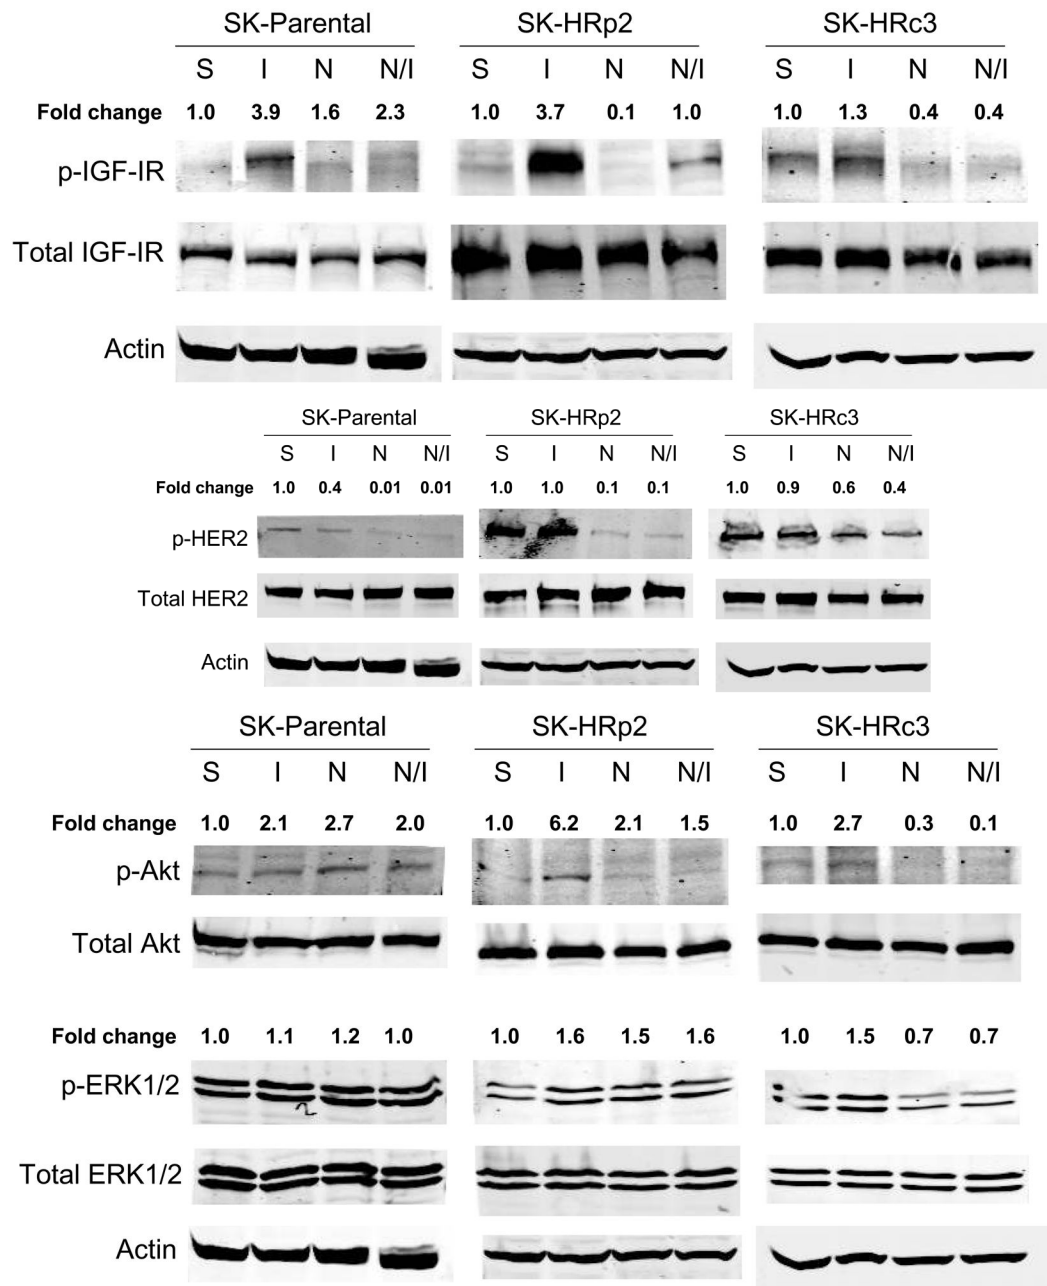 SK-Parental SK-HRp2 SK-HRc3
S I N N/I S I N N/I S I N N/I
Fold change 1.0 3.9 1.6 2.3 1.0 3.7 0.1 1.0 1.0 1.3 0.4 0.4
p-IGF-IR
Total IGF-IR
Actin
SK-Parental SK-HRp2 SK-HRc3
S I N N/I S I N N/I S I N N/I
Fold change 1.0 0.4 0.01 0.01 1.0 1.0 0.1 0.1 1.0 0.9 0.6 0.4
p-HER2
Total HER2
Actin
SK-Parental SK-HRp2 SK-HRc3
S I N N/I S I N N/I S I N N/I
Fold change 1.0 2.1 2.7 2.0 1.0 6.2 2.1 1.5 1.0 2.7 0.3 0.1
p-Akt
Total Akt
Fold change 1.0 1.1 1.2 1.0 1.0 1.6 1.5 1.6 1.0 1.5 0.7 0.7
p-ERK1/2
Total ERK1/2
Actin